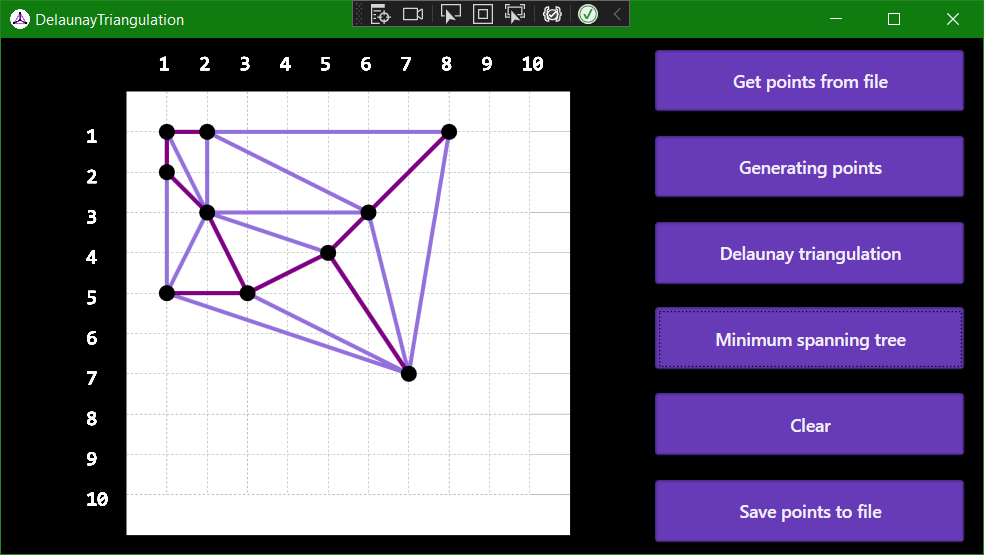 DelaunayTriangulation
1 2 3 4 5 6 7 8 9 10
1
2
3
4
5
6
7
8
9
10
Get points from file
Generating points
Delaunay triangulation
Minimum spanning tree
Clear
Save points to file